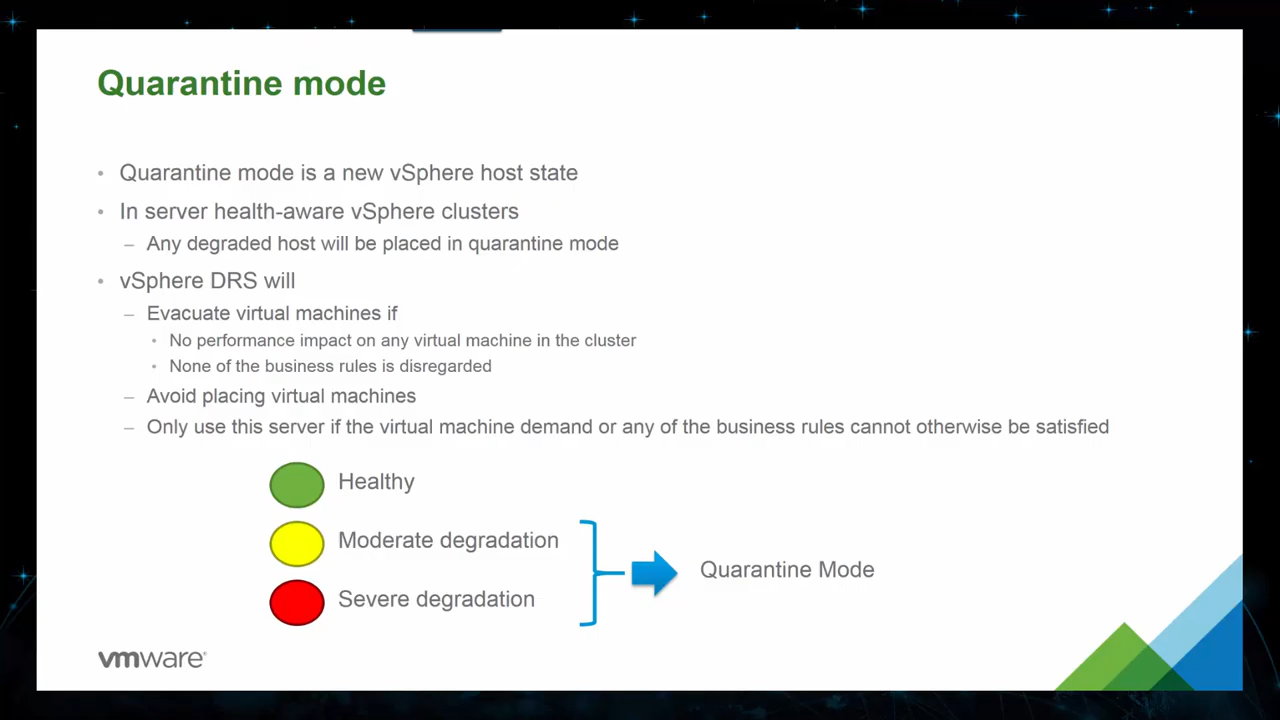 Quarantine mode
• Quarantine mode is a new vSphere host state
• In server health-aware vSphere clusters
– Any degraded host will be placed in quarantine mode
• vSphere DRS will
– Evacuate virtual machines if
• No performance impact on any virtual machine in the cluster
• None of the business rules is disregarded
– Avoid placing virtual machines
– Only use this server if the virtual machine demand or any of the business rules cannot otherwise be satisfied
Healthy
Moderate degradation
Severe degradation
Quarantine Mode
vmware®